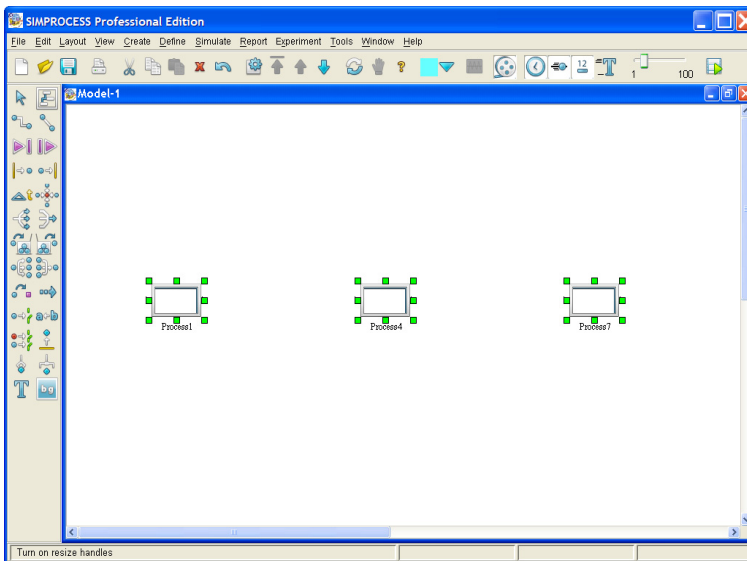 SIMPROCESS Professional Edition
File Edit Layout View Create Define Simulate Report Experiment Tools Window Help
12 T 1 100
Model-1
Process1 Process4 Process7
a b
T bg
Turn on resize handles